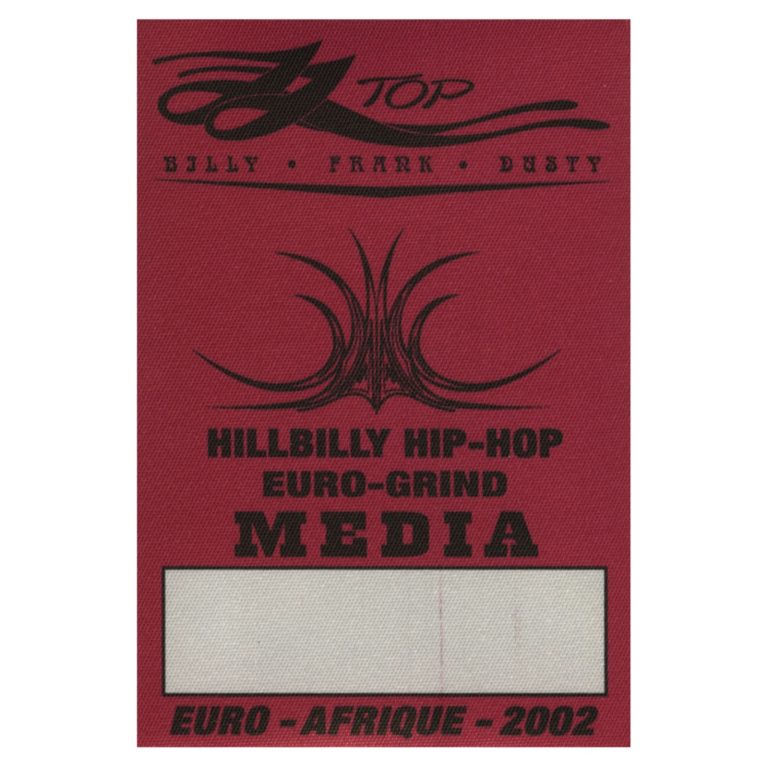 ZZ TOP
BILLY • FRANK • DUSTY
HILLBILLY HIP-HOP
EURO-GRIND
MEDIA
EURO - AFRIQUE - 2002